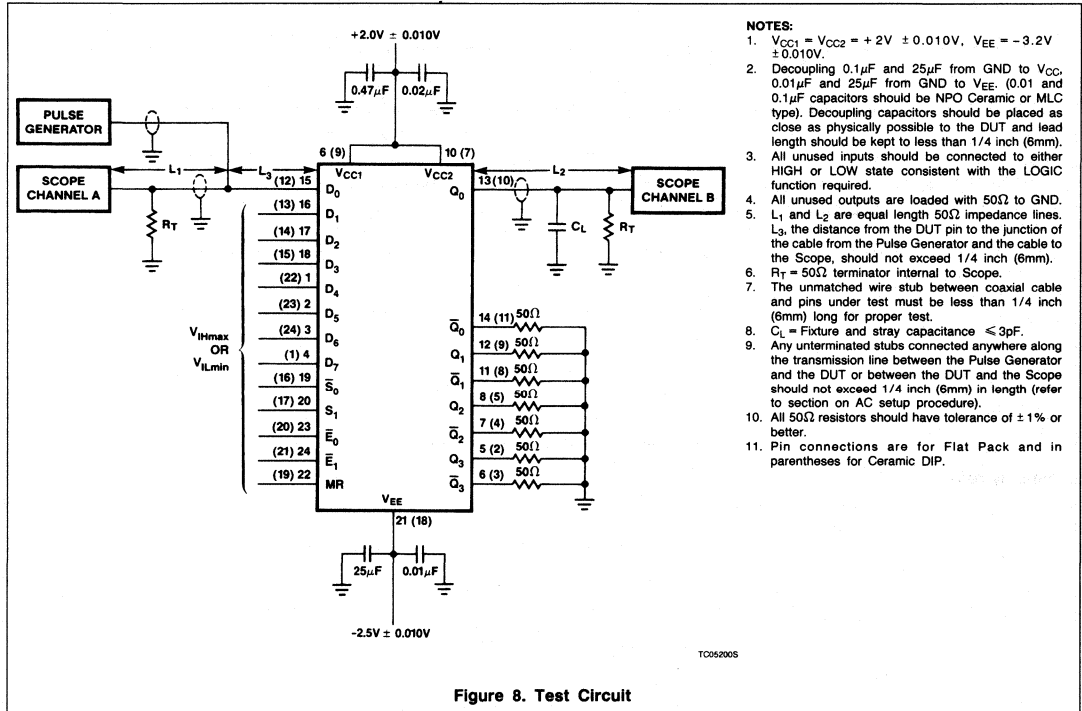 +2.0V ± 0.010V
0.47μF
0.02μF
PULSE
GENERATOR
SCOPE
CHANNEL A
L₁
L₃
R_T
6 (9)
10 (7)
V_CC1
V_CC2
L₂
SCOPE
CHANNEL B
C_L
R_T
(12) 15 D₀
(13) 16 D₁
(14) 17 D₂
(15) 18 D₃
(22) 1 D₄
(23) 2 D₅
(24) 3 D₆
(1) 4 D₇
(16) 19 S̅₀
(17) 20 S₁
(20) 23 E̅₀
(21) 24 E̅₁
(19) 22 MR
V_IHmax
OR
V_ILmin
Q₀ 13 (10)
Q̅₀ 14 (11) 50Ω
Q₁ 12 (9) 50Ω
Q̅₁ 11 (8) 50Ω
Q₂ 8 (5) 50Ω
Q̅₂ 7 (4) 50Ω
Q₃ 5 (2) 50Ω
Q̅₃ 6 (3) 50Ω
V_EE
21 (18)
25μF
0.01μF
-2.5V ± 0.010V
TC05200S
NOTES:
1. V_CC1 = V_CC2 = + 2V ± 0.010V, V_EE = −3.2V
± 0.010V.
2. Decoupling 0.1μF and 25μF from GND to V_CC,
0.01μF and 25μF from GND to V_EE. (0.01 and
0.1μF capacitors should be NPO Ceramic or MLC
type). Decoupling capacitors should be placed as
close as physically possible to the DUT and lead
length should be kept to less than 1/4 inch (6mm).
3. All unused inputs should be connected to either
HIGH or LOW state consistent with the LOGIC
function required.
4. All unused outputs are loaded with 50Ω to GND.
5. L₁ and L₂ are equal length 50Ω impedance lines.
L₃, the distance from the DUT pin to the junction of
the cable from the Pulse Generator and the cable to
the Scope, should not exceed 1/4 inch (6mm).
6. R_T = 50Ω terminator internal to Scope.
7. The unmatched wire stub between coaxial cable
and pins under test must be less than 1/4 inch
(6mm) long for proper test.
8. C_L = Fixture and stray capacitance ⩽ 3pF.
9. Any unterminated stubs connected anywhere along
the transmission line between the Pulse Generator
and the DUT or between the DUT and the Scope
should not exceed 1/4 inch (6mm) in length (refer
to section on AC setup procedure).
10. All 50Ω resistors should have tolerance of ± 1% or
better.
11. Pin connections are for Flat Pack and in
parentheses for Ceramic DIP.
Figure 8. Test Circuit